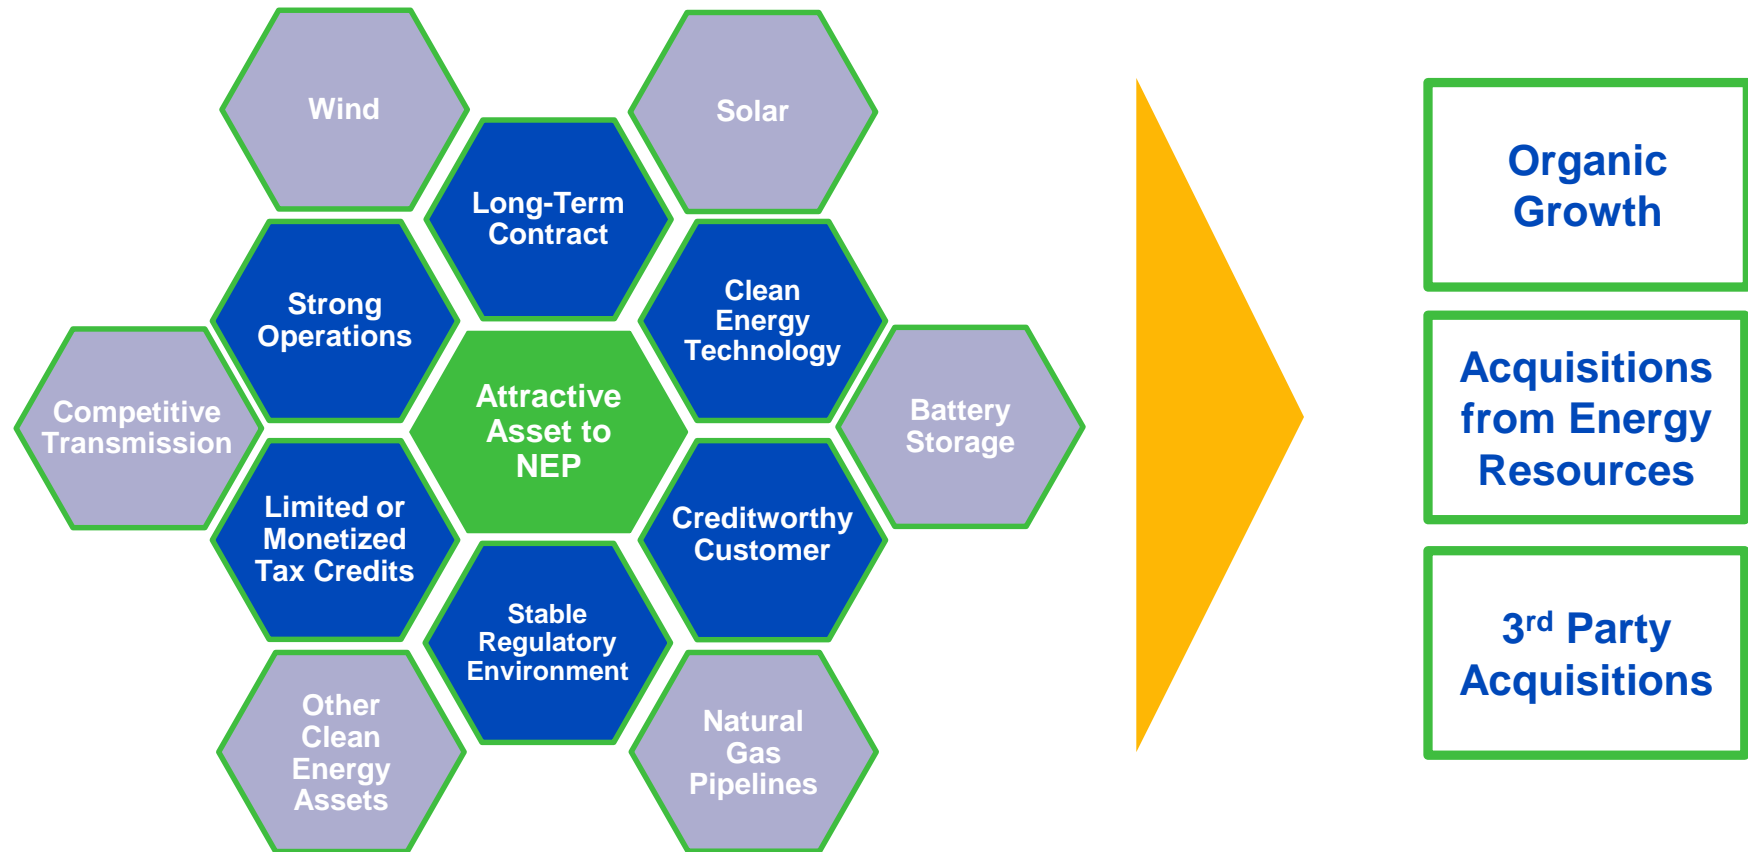 Wind
Solar
Long-Term
Contract
Strong
Operations
Clean
Energy
Technology
Competitive
Transmission
Attractive
Asset to
NEP
Battery
Storage
Limited or
Monetized
Tax Credits
Creditworthy
Customer
Stable
Regulatory
Environment
Other
Clean
Energy
Assets
Natural
Gas
Pipelines
Organic
Growth
Acquisitions
from Energy
Resources
3rd Party
Acquisitions